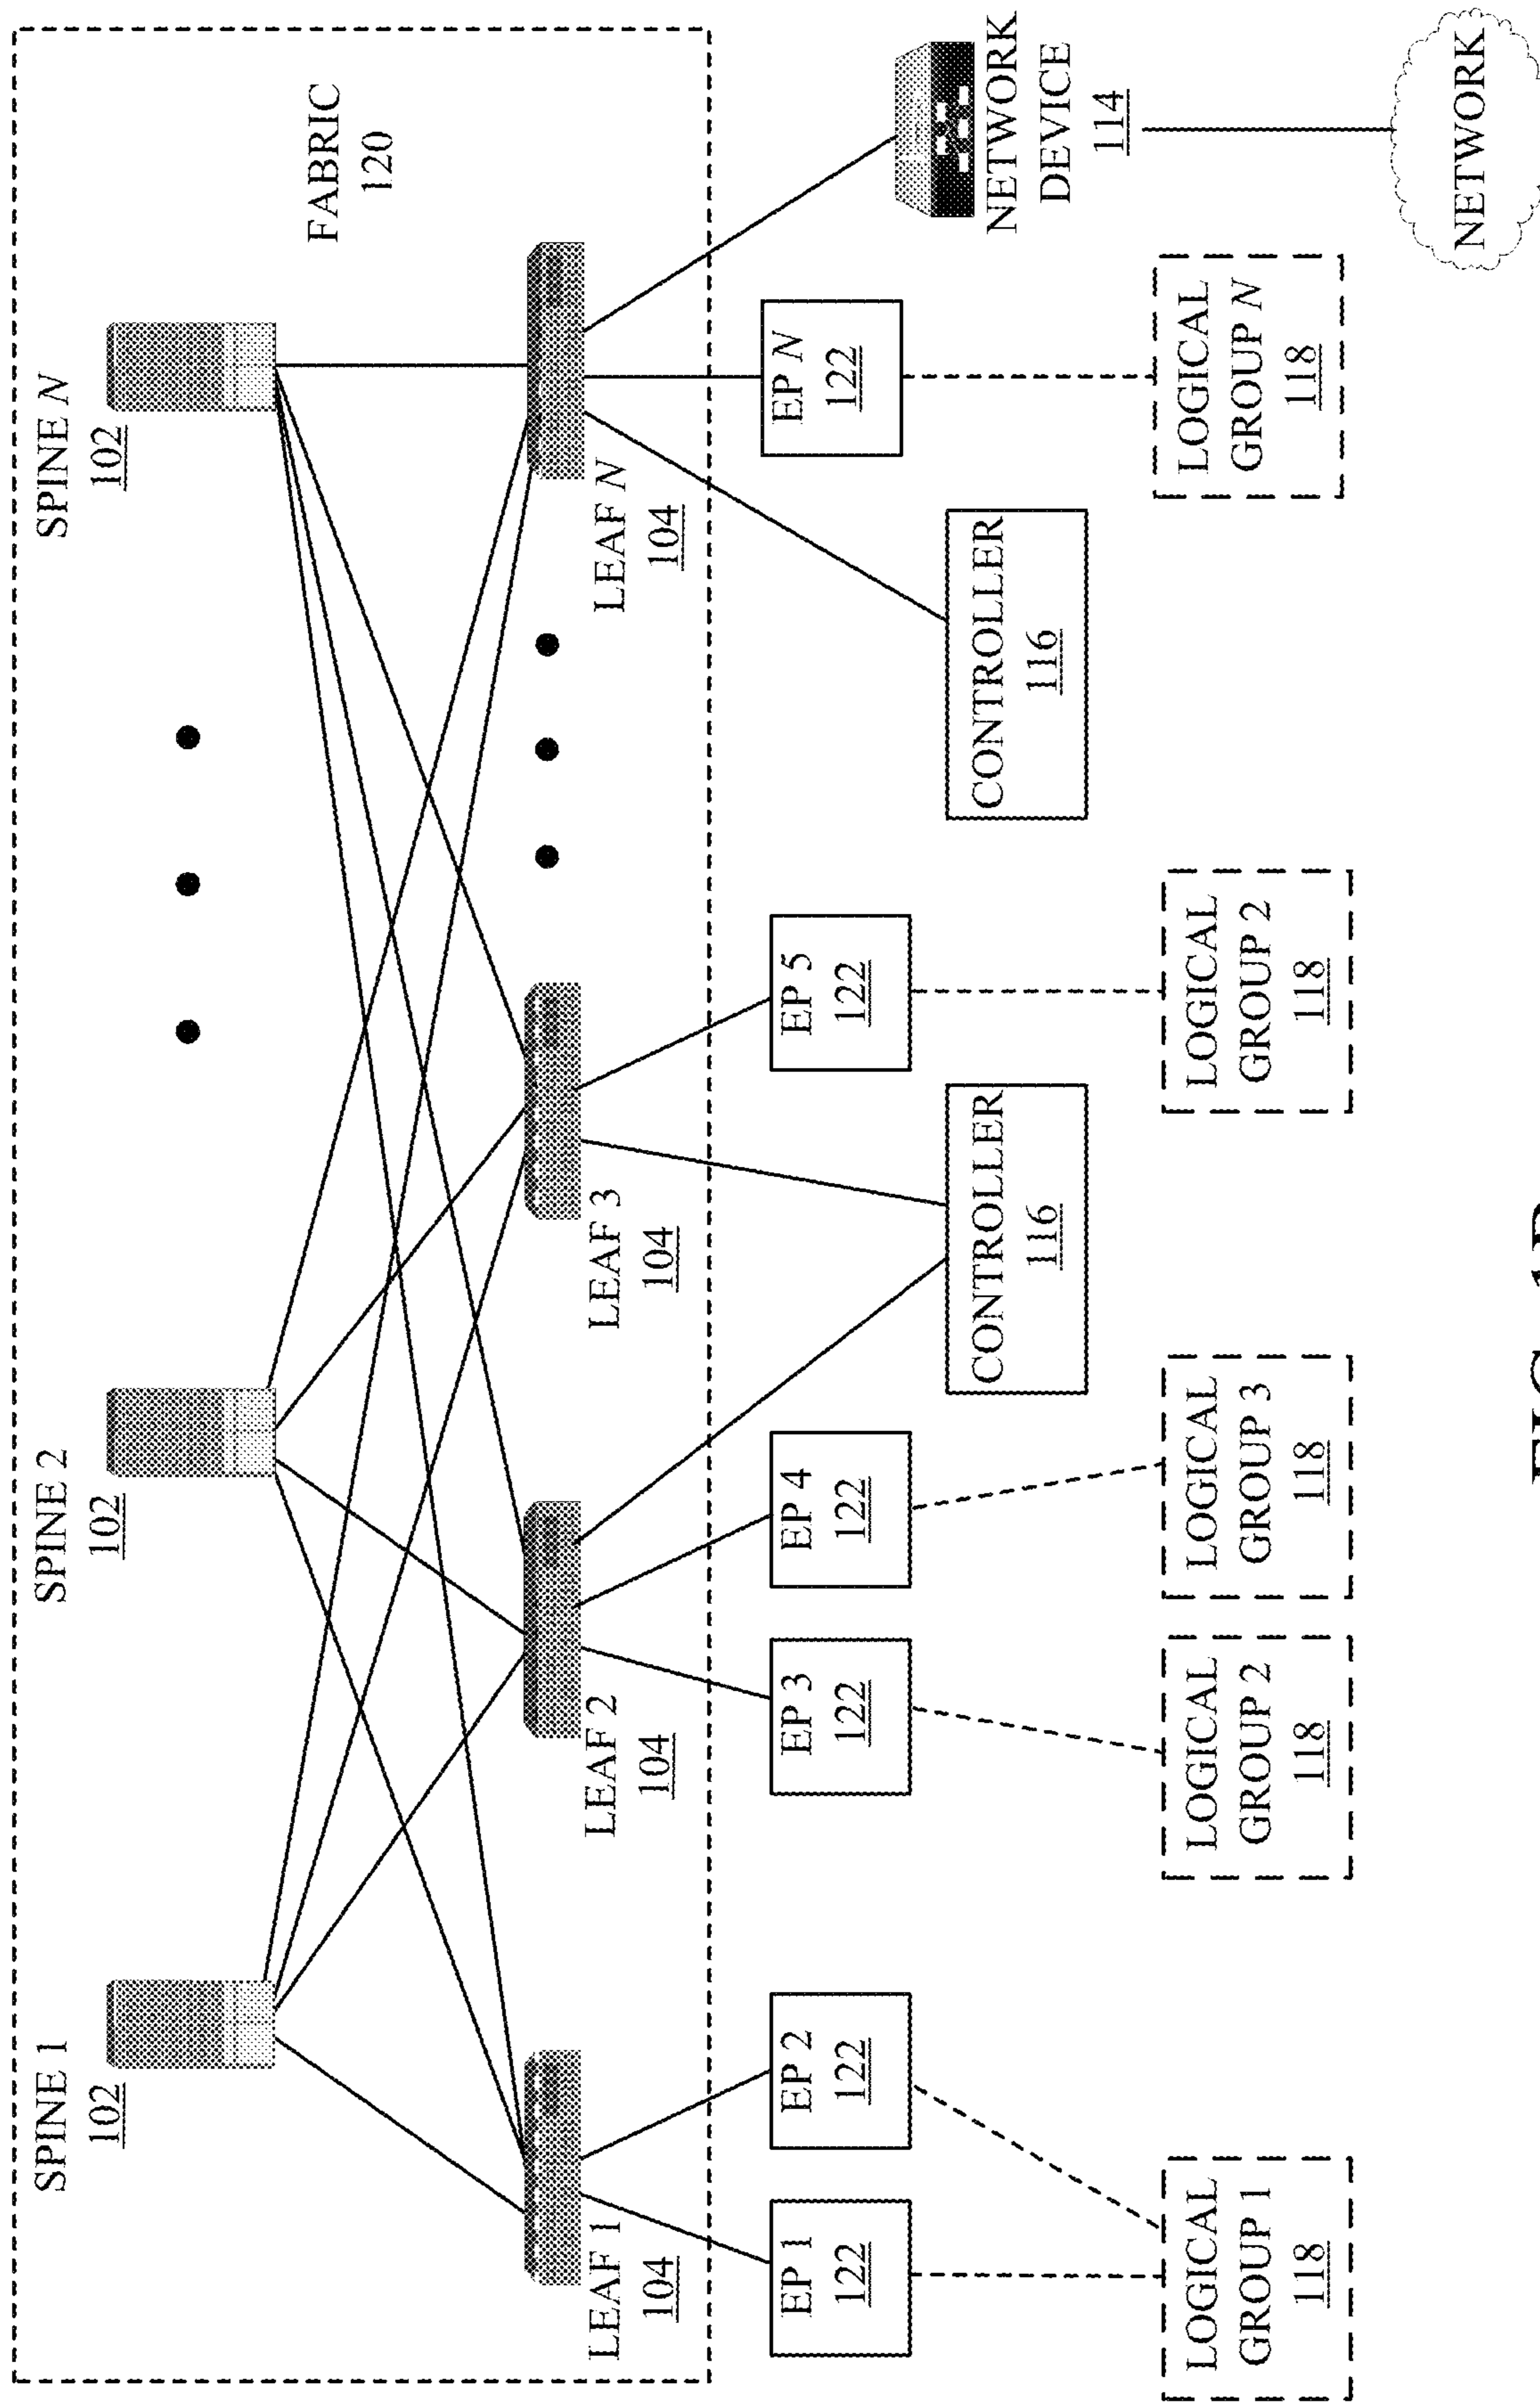 SPINE 1
102
SPINE 2
102
SPINE N
102
FABRIC
120
LEAF 1
104
LEAF 2
104
LEAF 3
104
LEAF N
104
EP 1
122
EP 2
122
EP 3
122
EP 4
122
EP 5
122
EP N
122
CONTROLLER
116
CONTROLLER
116
NETWORK
DEVICE
114
LOGICAL
GROUP 1
118
LOGICAL
GROUP 2
118
LOGICAL
GROUP 3
118
LOGICAL
GROUP 2
118
LOGICAL
GROUP N
118
NETWORK